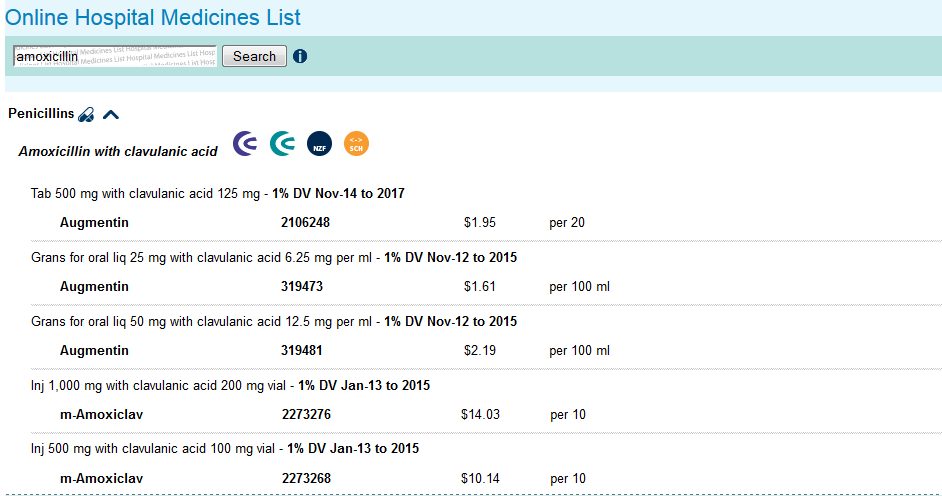 Online Hospital Medicines List
amoxicillin Search i
Penicillins
Amoxicillin with clavulanic acid NZF <-> SCH
Tab 500 mg with clavulanic acid 125 mg - 1% DV Nov-14 to 2017
Augmentin 2106248 $1.95 per 20
Grans for oral liq 25 mg with clavulanic acid 6.25 mg per ml - 1% DV Nov-12 to 2015
Augmentin 319473 $1.61 per 100 ml
Grans for oral liq 50 mg with clavulanic acid 12.5 mg per ml - 1% DV Nov-12 to 2015
Augmentin 319481 $2.19 per 100 ml
Inj 1,000 mg with clavulanic acid 200 mg vial - 1% DV Jan-13 to 2015
m-Amoxiclav 2273276 $14.03 per 10
Inj 500 mg with clavulanic acid 100 mg vial - 1% DV Jan-13 to 2015
m-Amoxiclav 2273268 $10.14 per 10